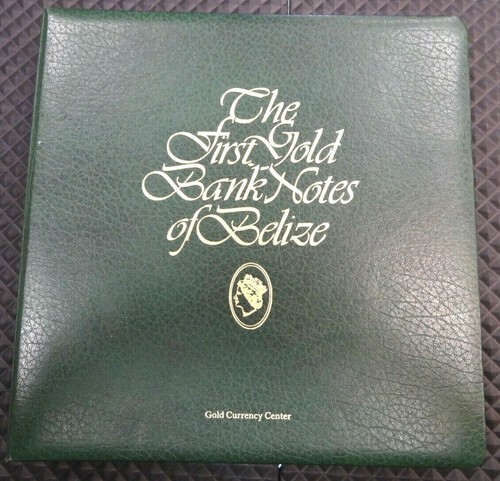 The
First Gold
Bank Notes
of Belize
Gold Currency Center